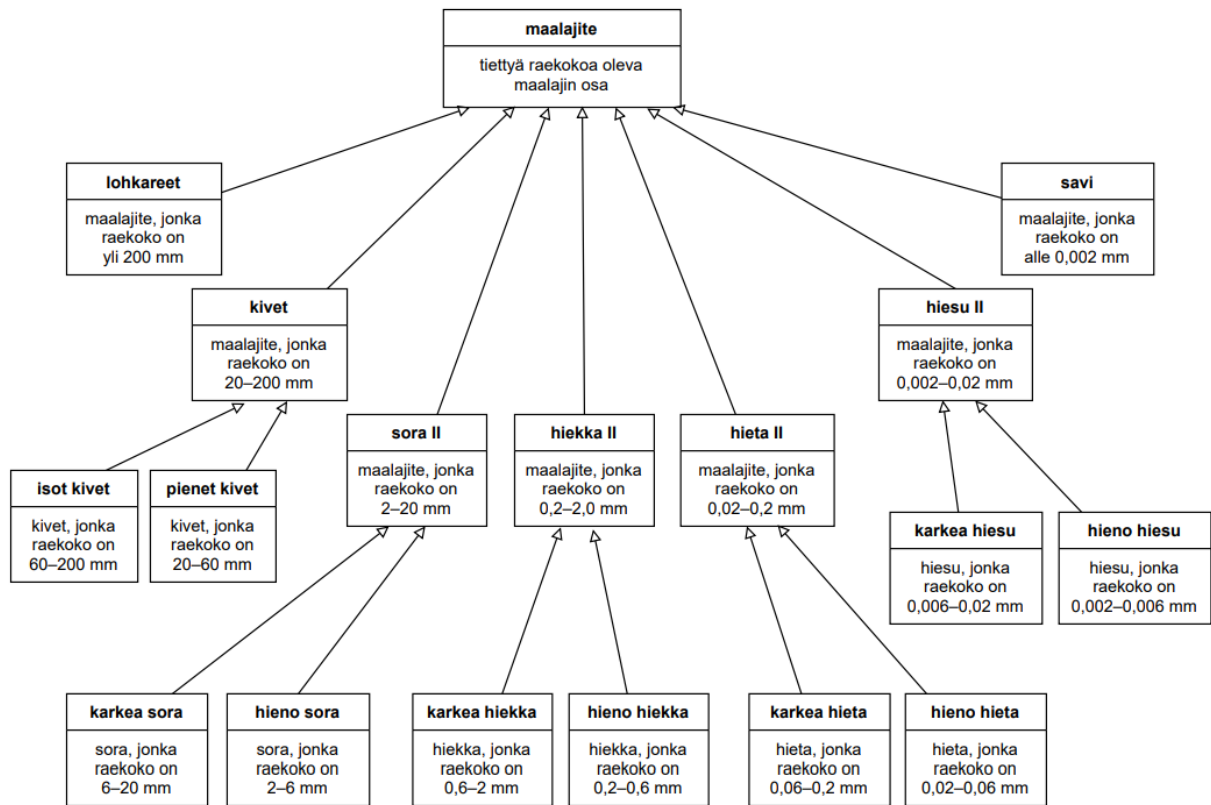 maalajite
tiettyä raekokoa oleva
maalajin osa
lohkareet
maalajite, jonka
raekoko on
yli 200 mm
savi
maalajite, jonka
raekoko on
alle 0,002 mm
kivet
maalajite, jonka
raekoko on
20–200 mm
hiesu II
maalajite, jonka
raekoko on
0,002–0,02 mm
sora II
maalajite, jonka
raekoko on
2–20 mm
hiekka II
maalajite, jonka
raekoko on
0,2–2,0 mm
hieta II
maalajite, jonka
raekoko on
0,02–0,2 mm
isot kivet
kivet, jonka
raekoko on
60–200 mm
pienet kivet
kivet, jonka
raekoko on
20–60 mm
karkea hiesu
hiesu, jonka
raekoko on
0,006–0,02 mm
hieno hiesu
hiesu, jonka
raekoko on
0,002–0,006 mm
karkea sora
sora, jonka
raekoko on
6–20 mm
hieno sora
sora, jonka
raekoko on
2–6 mm
karkea hiekka
hiekka, jonka
raekoko on
0,6–2 mm
hieno hiekka
hiekka, jonka
raekoko on
0,2–0,6 mm
karkea hieta
hieta, jonka
raekoko on
0,06–0,2 mm
hieno hieta
hieta, jonka
raekoko on
0,02–0,06 mm